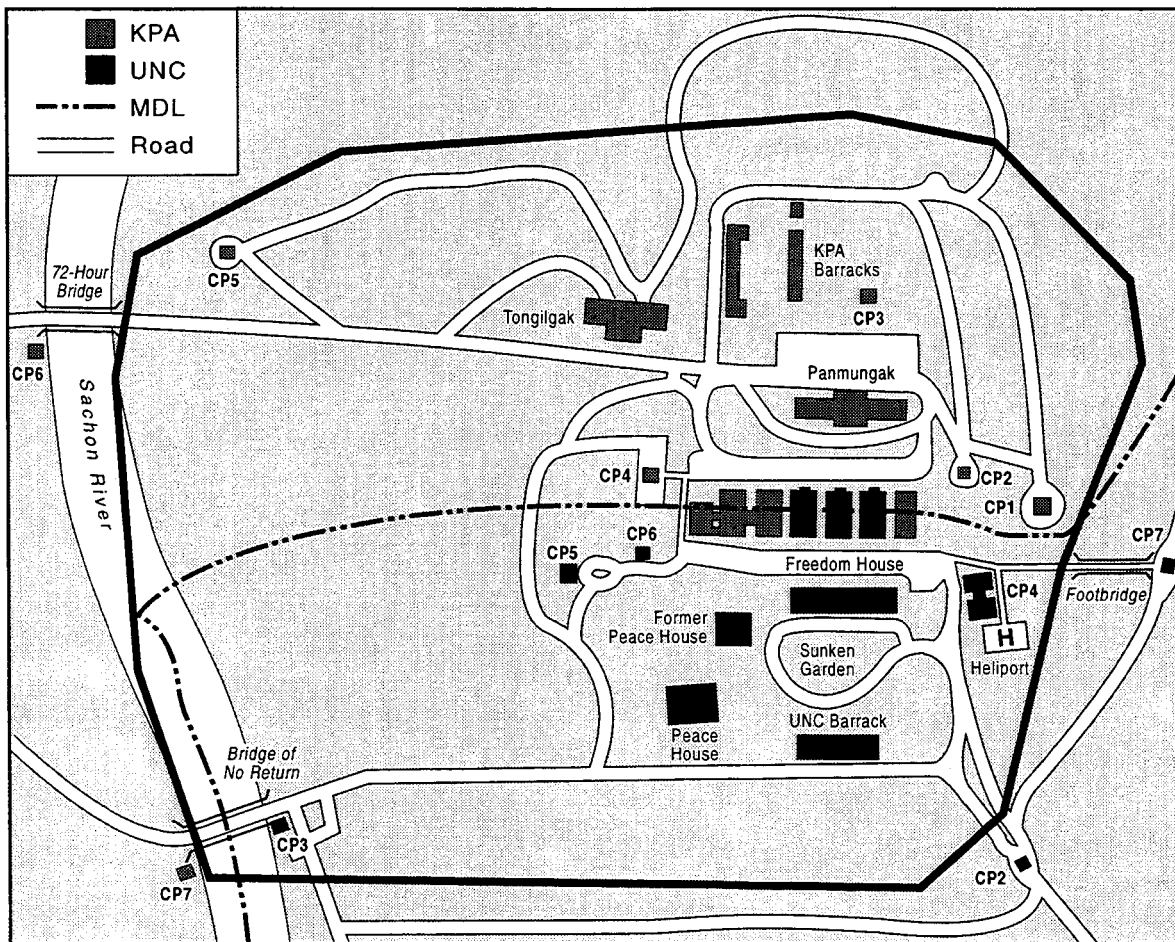 KPA
UNC
MDL
Road
72-Hour
Bridge
CP5
Tongilgak
KPA
Barracks
CP3
CP6
Panmungak
Sachon River
CP4
CP2
CP1
CP6
CP5
CP7
Freedom House
CP4
Footbridge
Former
Peace House
H
Sunken
Garden
Heliport
UNC Barrack
Peace
House
Bridge of
No Return
CP3
CP7
CP2